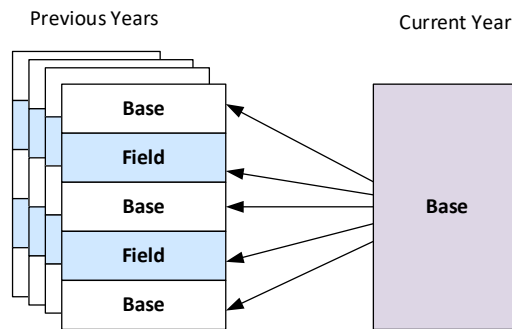 Previous Years
Current Year
Base
Field
Base
Field
Base
Base